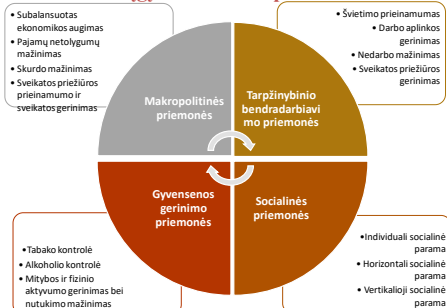 • Subalansuotas
ekonomikos augimas
• Pajamų netolygumų
mažinimas
• Skurdo mažinimas
• Sveikatos priežiūros
prieinamumo ir
sveikatos gerinimas
• Švietimo prieinamumas
• Darbo aplinkos
gerinimas
• Nedarbo mažinimas
• Sveikatos priežiūros
gerinimas
Makropolitinės
priemonės
Tarpžinybinio
bendradarbiavi
mo priemonės
Gyvensenos
gerinimo
priemonės
Socialinės
priemonės
•Tabako kontrolė
• Alkoholio kontrolė
• Mitybos ir fizinio
aktyvumo gerinimas bei
nutukimo mažinimas
•Individuali socialinė
parama
• Horizontali socialinė
parama
• Vertikalioji socialinė
parama